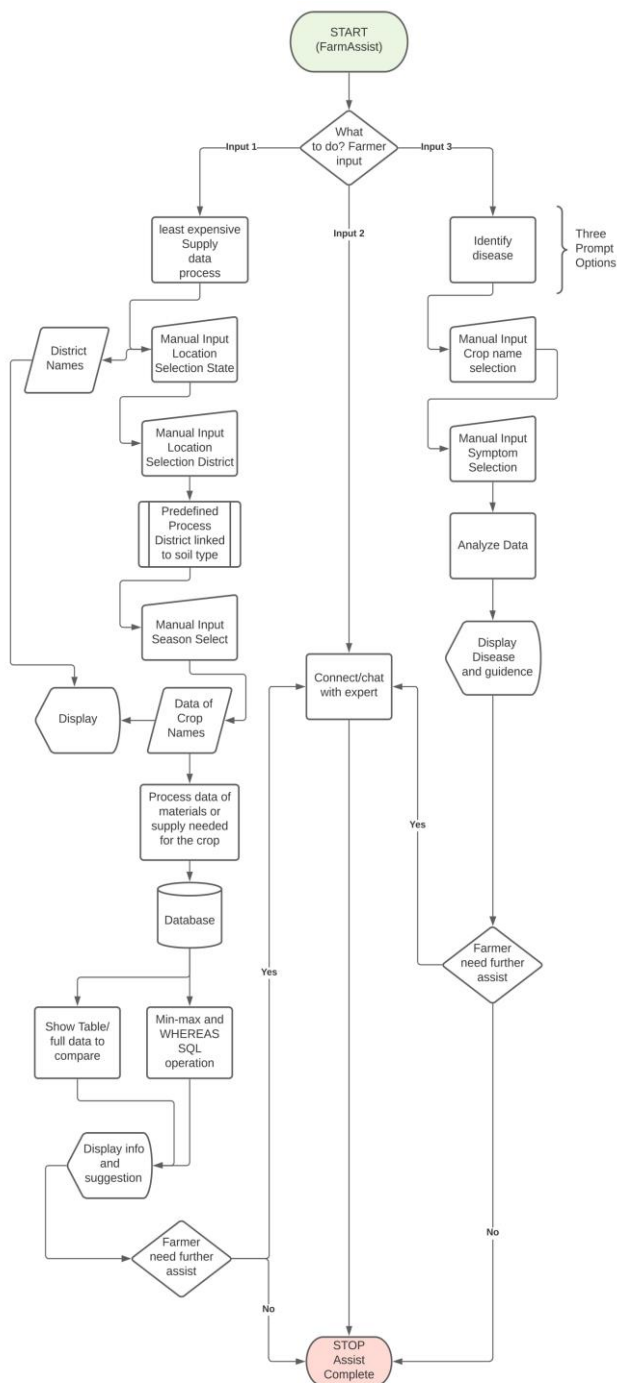 START
(FarmAssist)
What
to do? Farmer
input
Input 1
Input 2
Input 3
least expensive
Supply
data
process
Identify
disease
Three
Prompt
Options
District
Names
Manual Input
Location
Selection State
Manual Input
Crop name
selection
Manual Input
Location
Selection District
Manual Input
Symptom
Selection
Predefined
Process
District linked
to soil type
Analyze Data
Manual Input
Season Select
Display
Disease
and guidence
Connect/chat
with expert
Display
Data of
Crop
Names
Process data of
materials or
supply needed
for the crop
Yes
Database
Yes
Farmer
need further
assist
Show Table/
full data to
compare
Min-max and
WHEREAS
SQL
operation
Display info
and
suggestion
No
Farmer
need further
assist
No
STOP
Assist
Complete